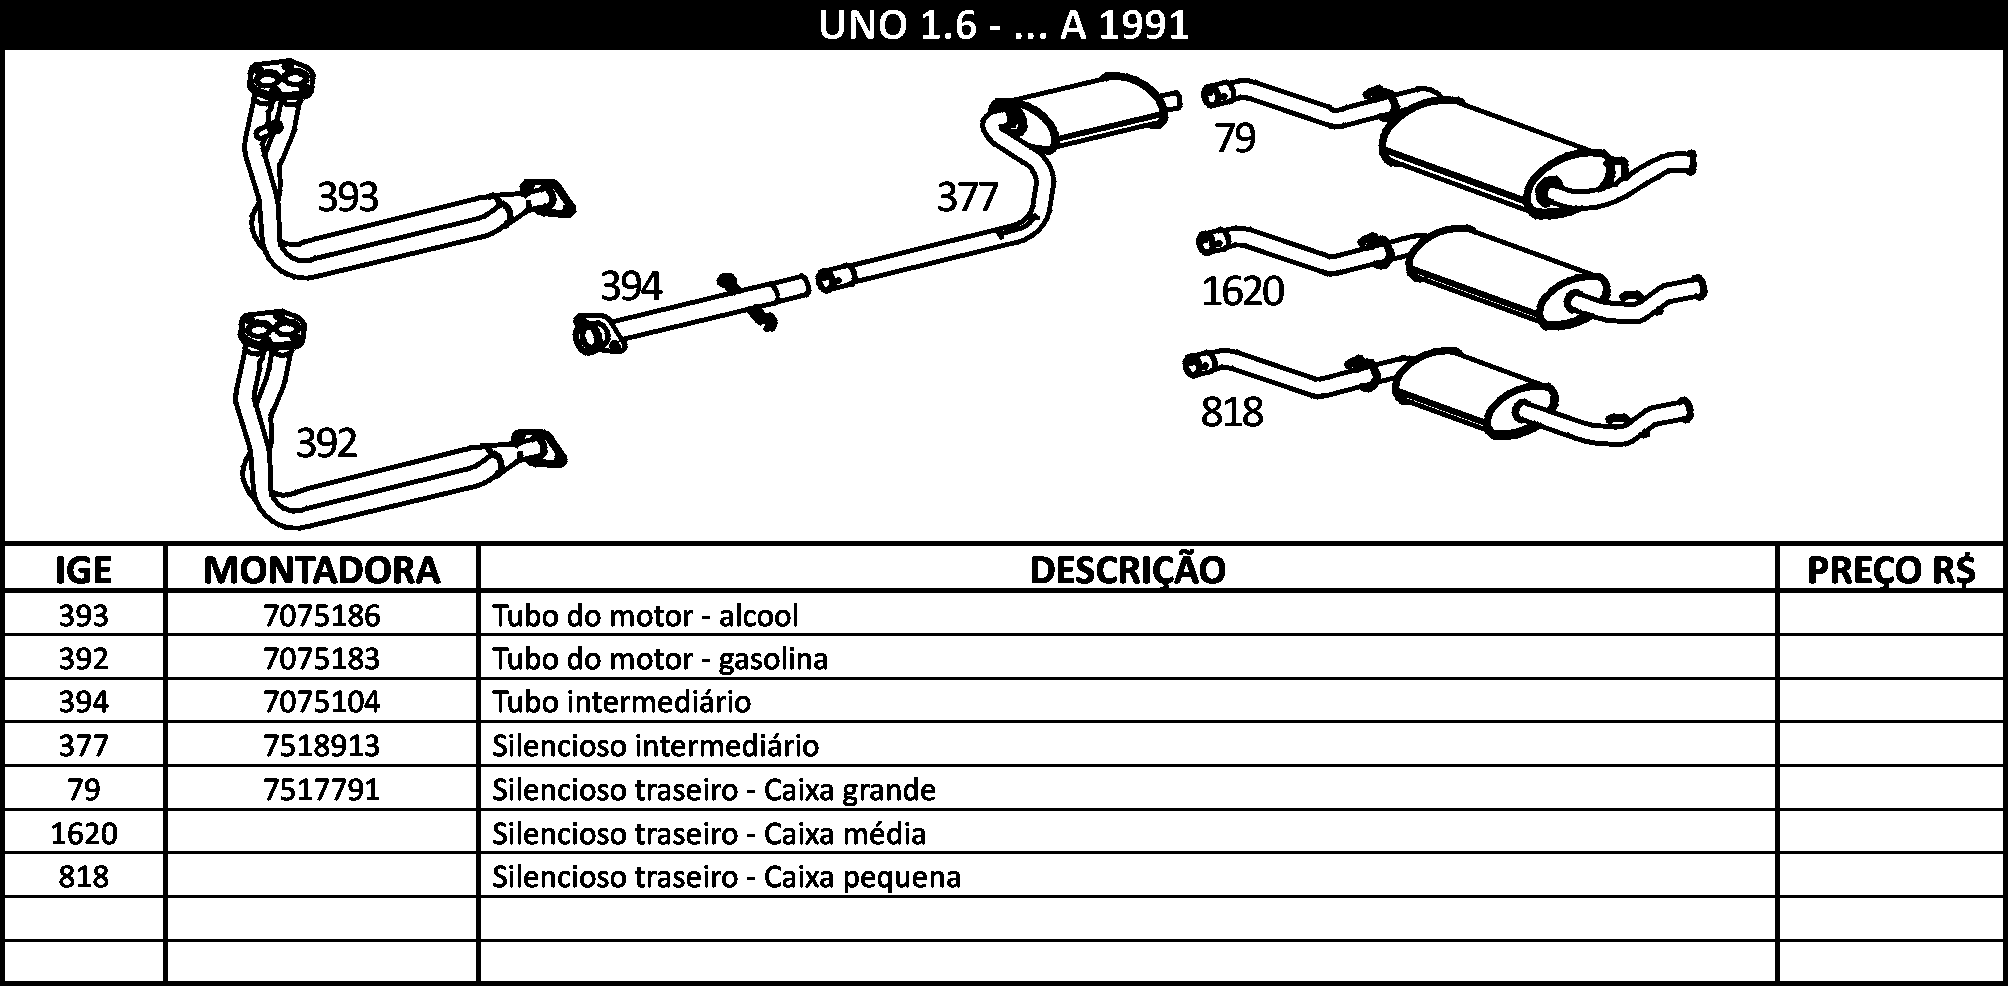 UNO 1.6 - ... A 1991
393
392
394
377
79
1620
818
IGE MONTADORA DESCRIÇÃO PREÇO R$
393 7075186 Tubo do motor - alcool
392 7075183 Tubo do motor - gasolina
394 7075104 Tubo intermediário
377 7518913 Silencioso intermediário
79 7517791 Silencioso traseiro - Caixa grande
1620 Silencioso traseiro - Caixa média
818 Silencioso traseiro - Caixa pequena